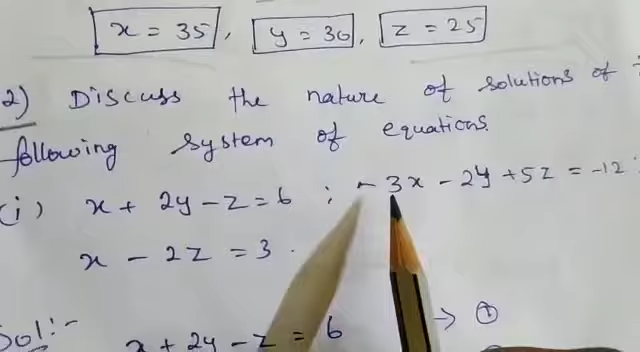 x = 35, y = 30, z = 25
2) Discuss the nature of solutions of
following system of equations.
(i) x + 2y - z = 6 ; - 3x - 2y + 5z = -12 ;
x - 2z = 3.
Sol:-
x + 2y - z = 6 → ①